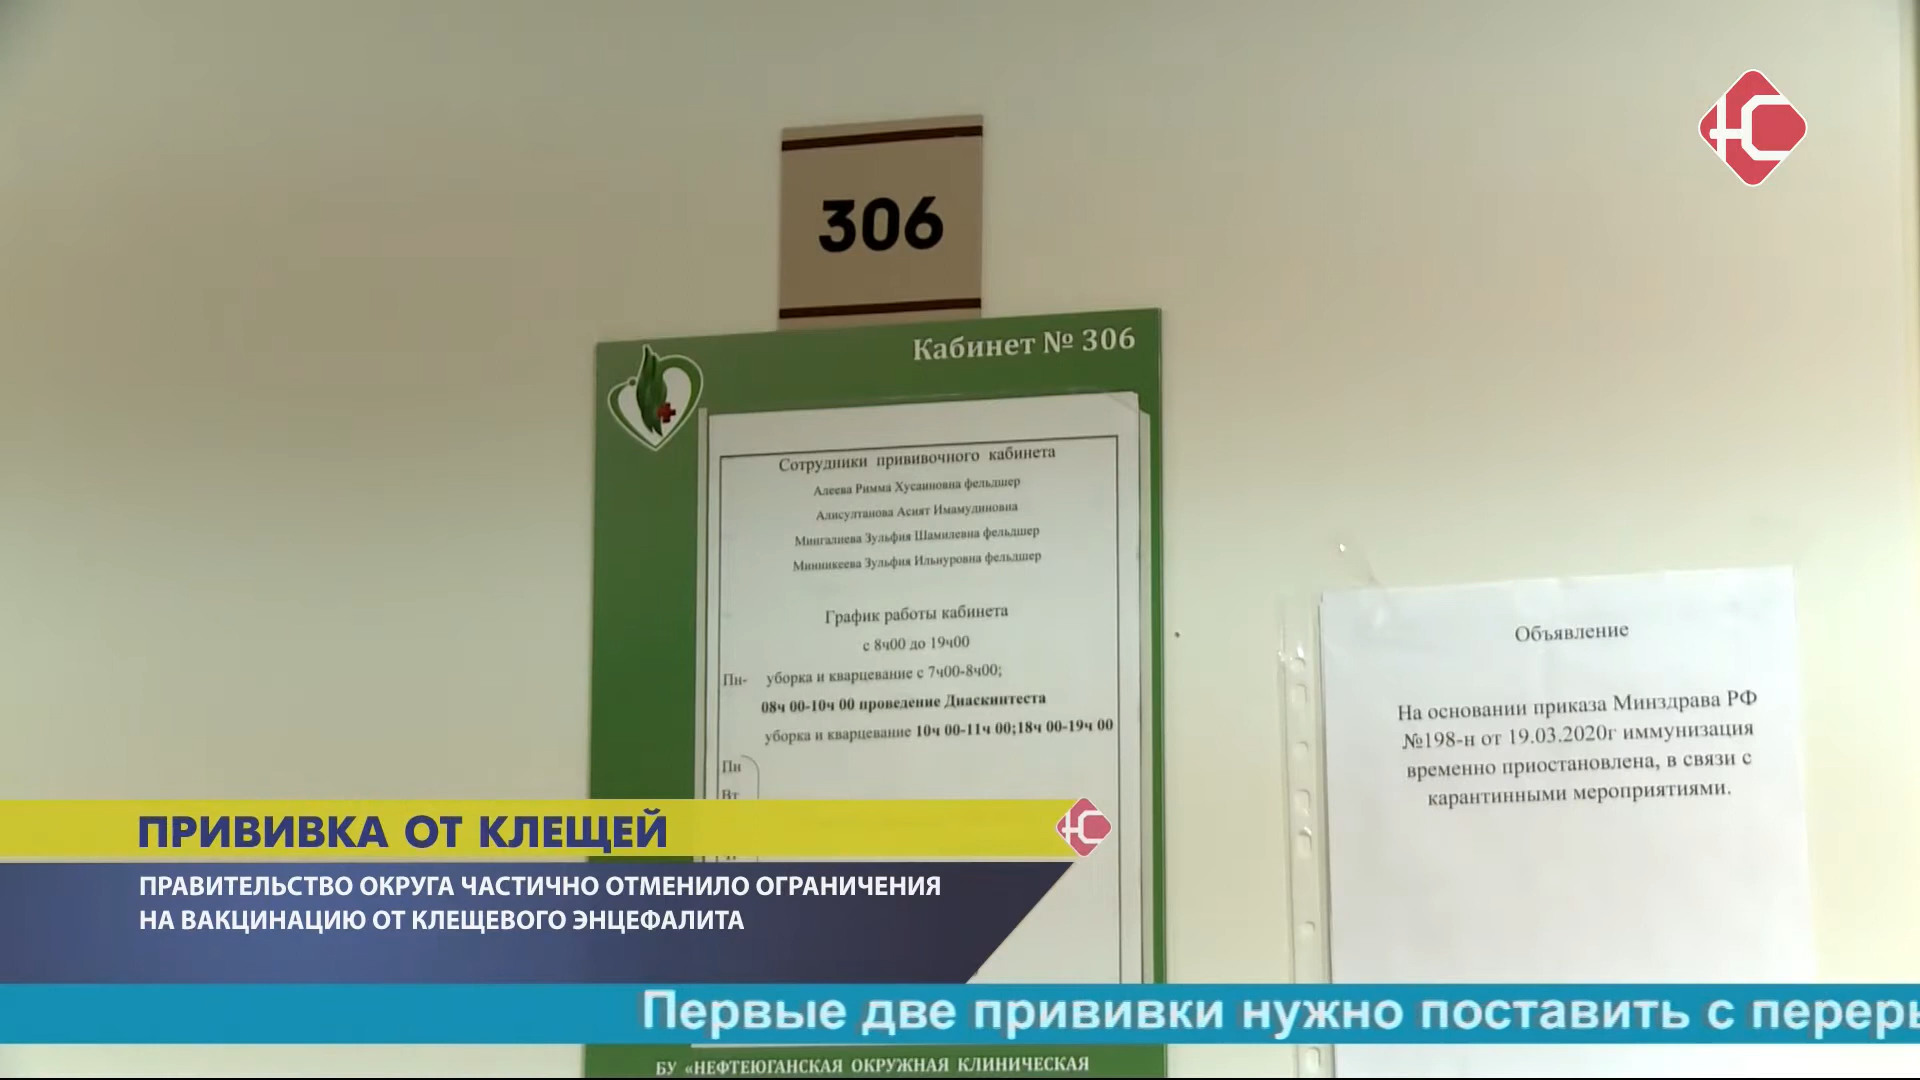 306
Кабинет № 306
Сотрудники прививочного кабинета
Алеева Римма Хусаиновна фельдшер
Алисултанова Асият Имамудиновна
Мингалиева Зульфия Шамилевна фельдшер
Минникеева Зульфия Ильнуровна фельдшер
График работы кабинета
с 8ч00 до 19ч00
Пн- уборка и кварцевание с 7ч00-8ч00;
08ч 00-10ч 00 проведение Диаскинтеста
уборка и кварцевание 10ч 00-11ч 00;18ч 00-19ч 00
Пн
Вт
Объявление
На основании приказа Минздрава РФ
№198-н от 19.03.2020г иммунизация
временно приостановлена, в связи с
карантинными мероприятиями.
ПРИВИВКА ОТ КЛЕЩЕЙ
ПРАВИТЕЛЬСТВО ОКРУГА ЧАСТИЧНО ОТМЕНИЛО ОГРАНИЧЕНИЯ
НА ВАКЦИНАЦИЮ ОТ КЛЕЩЕВОГО ЭНЦЕФАЛИТА
Первые две прививки нужно поставить с переры
БУ «НЕФТЕЮГАНСКАЯ ОКРУЖНАЯ КЛИНИЧЕСКАЯ